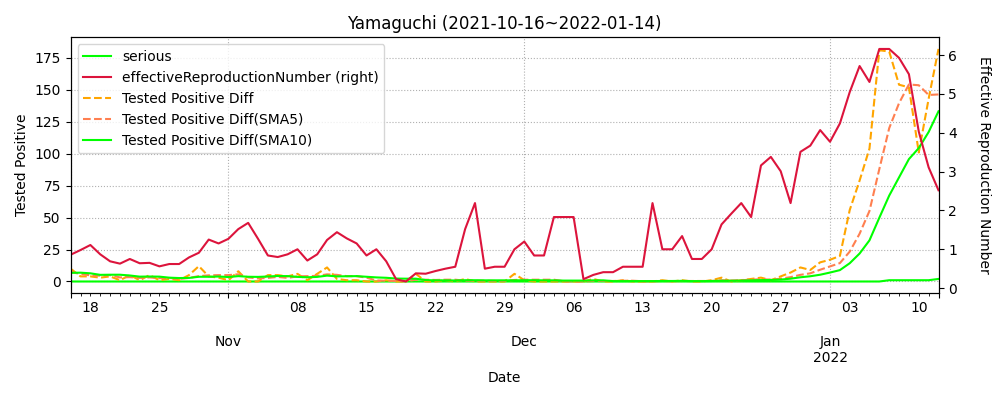 Yamaguchi (2021-10-16~2022-01-14)
serious
effectiveReproductionNumber (right)
Tested Positive Diff
Tested Positive Diff(SMA5)
Tested Positive Diff(SMA10)
Tested Positive
175
150
125
100
75
50
25
0
6
5
4
3
2
1
0
Effective Reproduction Number
18 25 08 15 22 29 06 13 20 27 03 10
Nov Dec Jan
2022
Date